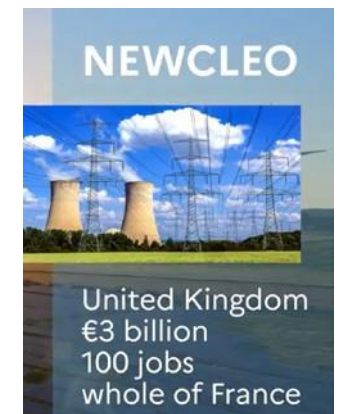 NEWCLEO
United Kingdom
€3 billion
100 jobs
whole of France